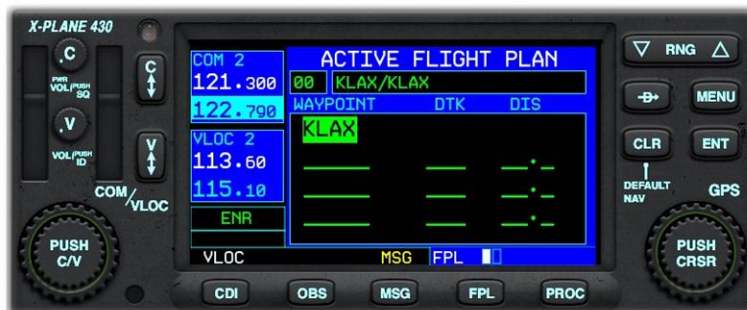 X-PLANE 430
.C
PWR
VOL/PUSH
SQ
C
.V
VOL/PUSH
ID
V
COM/VLOC
PUSH
C/V
COM 2
121.300
122.790
VLOC 2
113.60
115.10
ENR
VLOC
MSG
ACTIVE FLIGHT PLAN
00 KLAX/KLAX
WAYPOINT DTK DIS
KLAX
FPL
CDI
OBS
MSG
FPL
PROC
RNG
D
MENU
CLR
ENT
DEFAULT
NAV
GPS
PUSH
CRSR